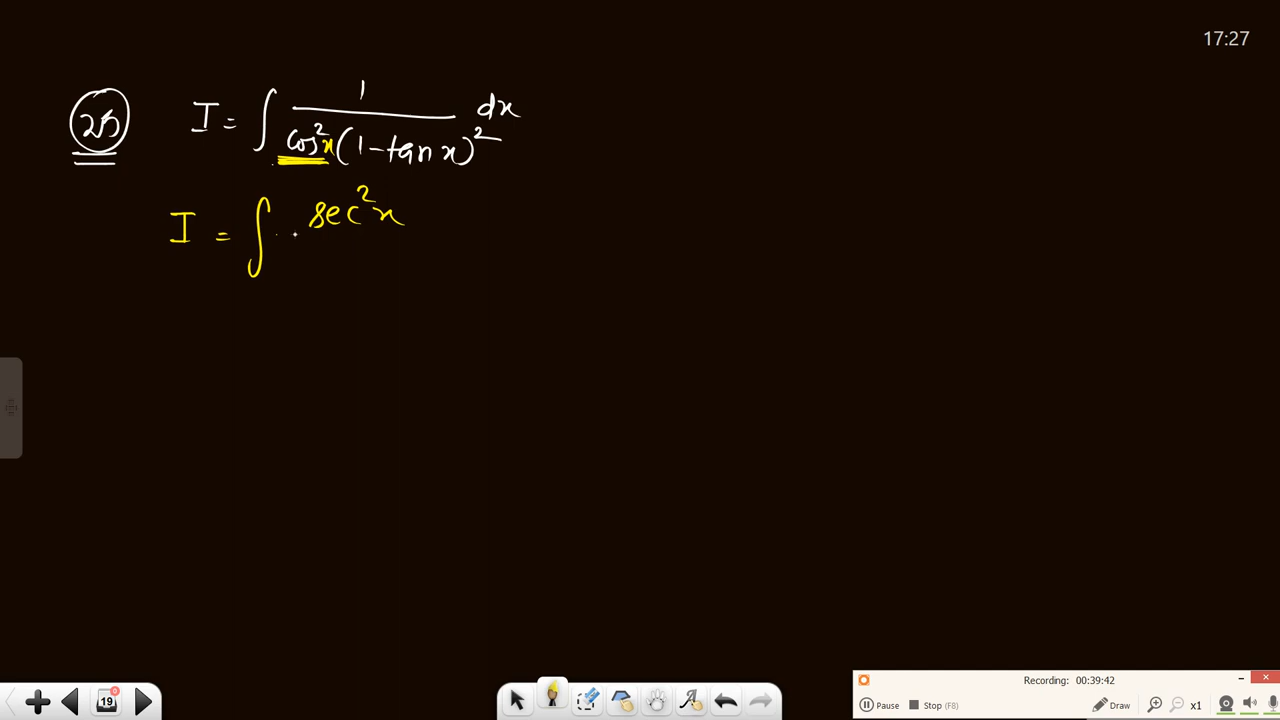 17:27
25 I = ∫ 1 / cos²x (1 − tan x)² dx
I = ∫ sec²x
19
0
Recording: 00:39:42
Pause Stop (F8) Draw x1